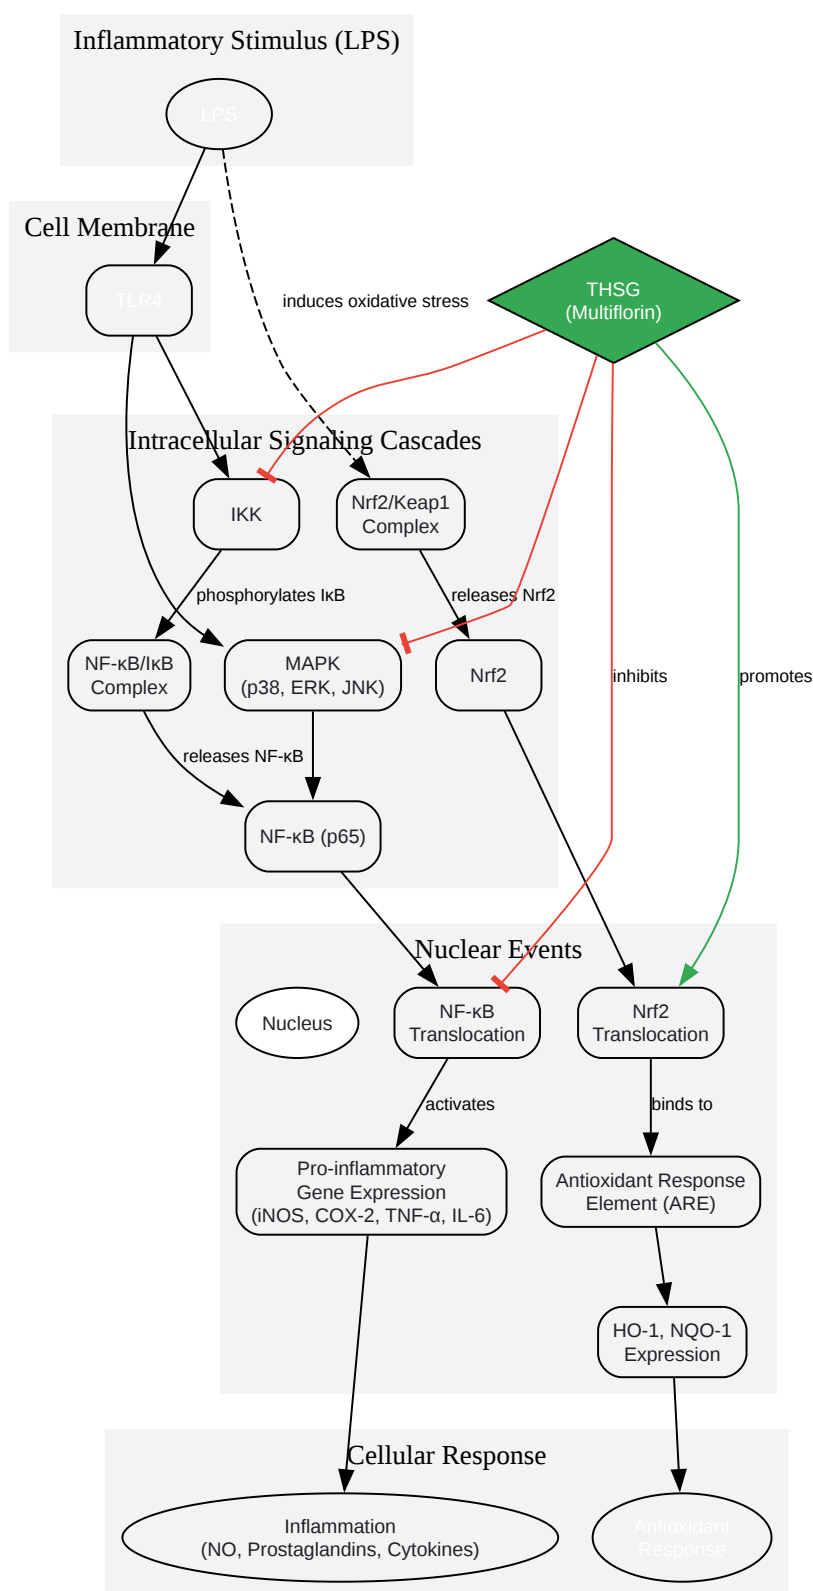 Inflammatory Stimulus (LPS)
LPS
Cell Membrane
TLR4
induces oxidative stress
THSG
(Multiflorin)
Intracellular Signaling Cascades
IKK
Nrf2/Keap1
Complex
phosphorylates IκB
releases Nrf2
NF-κB/IκB
Complex
MAPK
(p38, ERK, JNK)
Nrf2
inhibits
promotes
releases NF-κB
NF-κB (p65)
Nuclear Events
Nucleus
NF-κB
Translocation
Nrf2
Translocation
activates
binds to
Pro-inflammatory
Gene Expression
(iNOS, COX-2, TNF-α, IL-6)
Antioxidant Response
Element (ARE)
HO-1, NQO-1
Expression
Cellular Response
Inflammation
(NO, Prostaglandins, Cytokines)
Antioxidant
Response